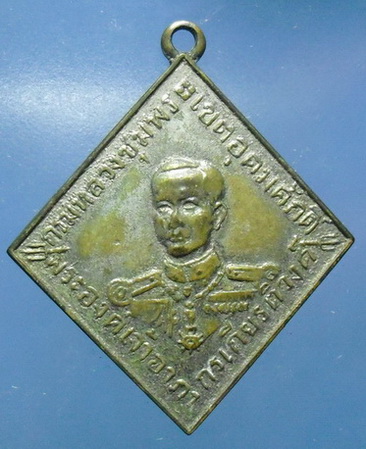 กรมหลวงชุมพรเขตอุดมศักดิ์
พระองค์เจ้าอาภากรเกียรติวงศ์